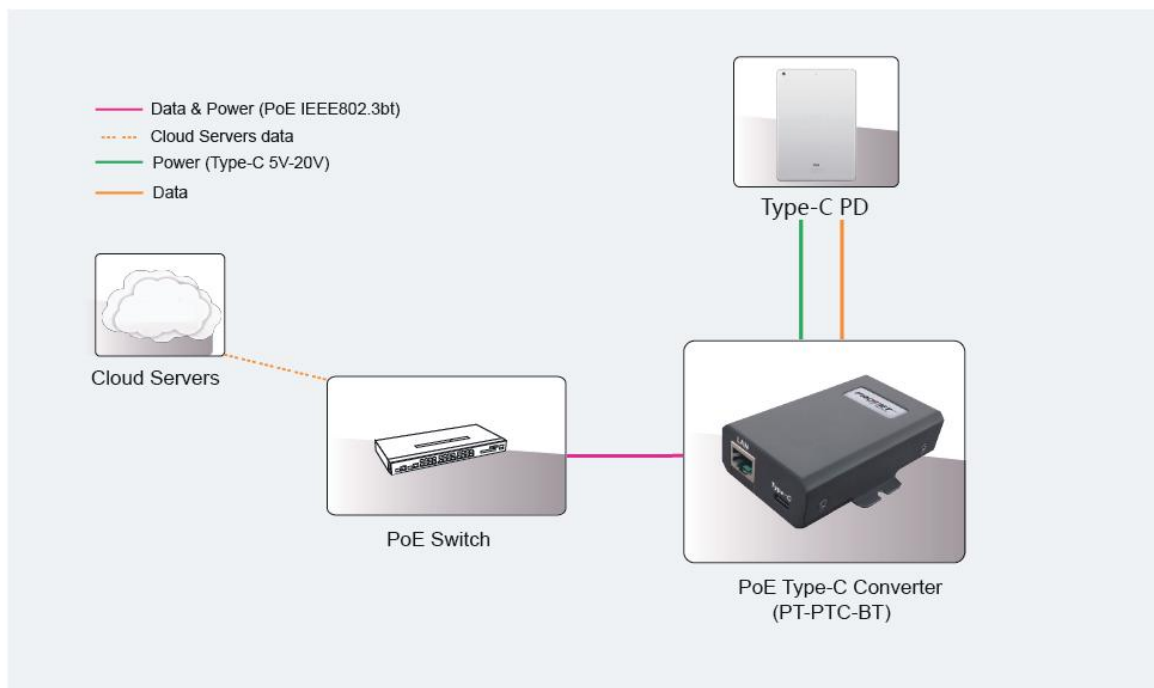 Data & Power (PoE IEEE802.3bt)
Cloud Servers data
Power (Type-C 5V-20V)
Data
Type-C PD
Cloud Servers
PoE Switch
PROCET
LAN
Type-C
PoE Type-C Converter
(PT-PTC-BT)